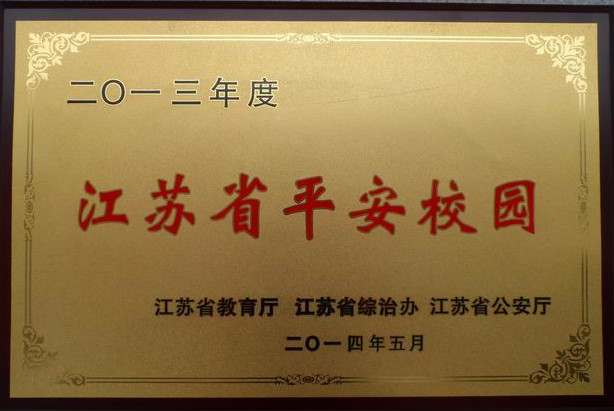 二〇一三年度
江苏省平安校园
江苏省教育厅 江苏省综治办 江苏省公安厅
二〇一四年五月